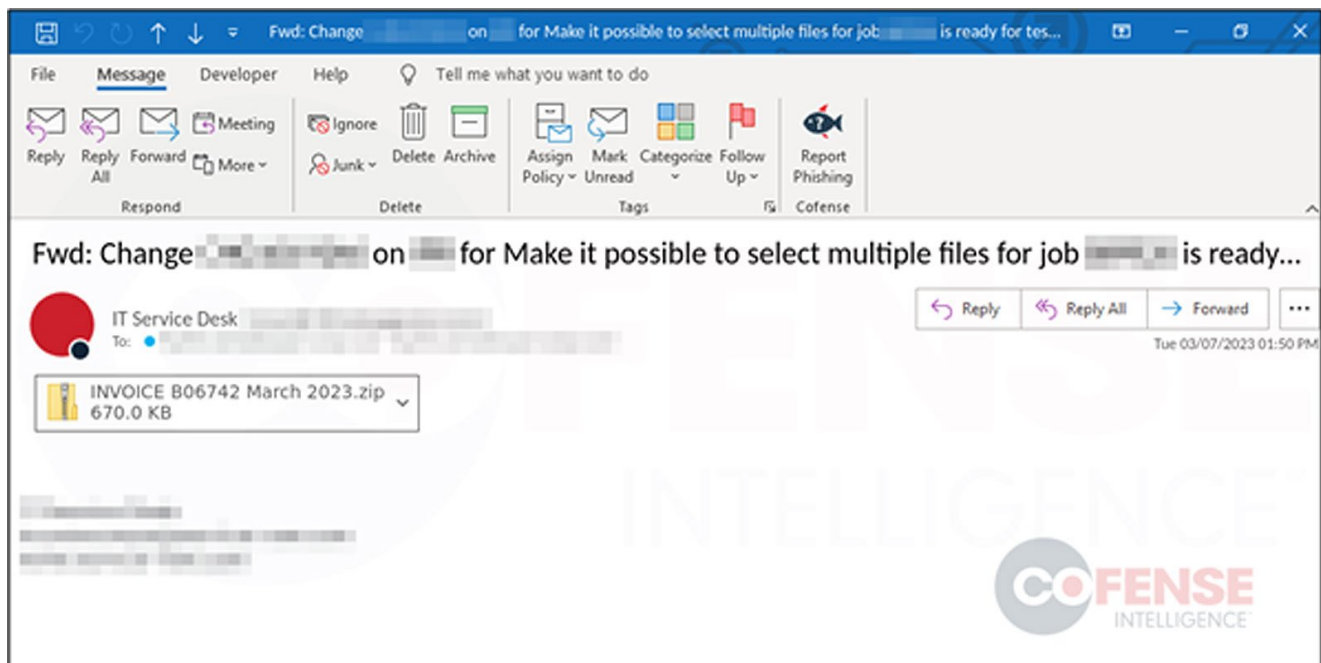 Fwd: Change on for Make it possible to select multiple files for job is ready for tes...
File Message Developer Help Tell me what you want to do
Reply
Reply All
Forward
Meeting
More
Ignore
Junk
Delete
Archive
Assign Policy
Mark Unread
Categorize
Follow Up
Report Phishing
Respond
Delete
Tags
Cofense
Fwd: Change on for Make it possible to select multiple files for job is ready...
IT Service Desk
To:
Reply
Reply All
Forward
Tue 03/07/2023 01:50 PM
INVOICE B06742 March 2023.zip
670.0 KB
COFENSE
INTELLIGENCE
COFENSE
INTELLIGENCE